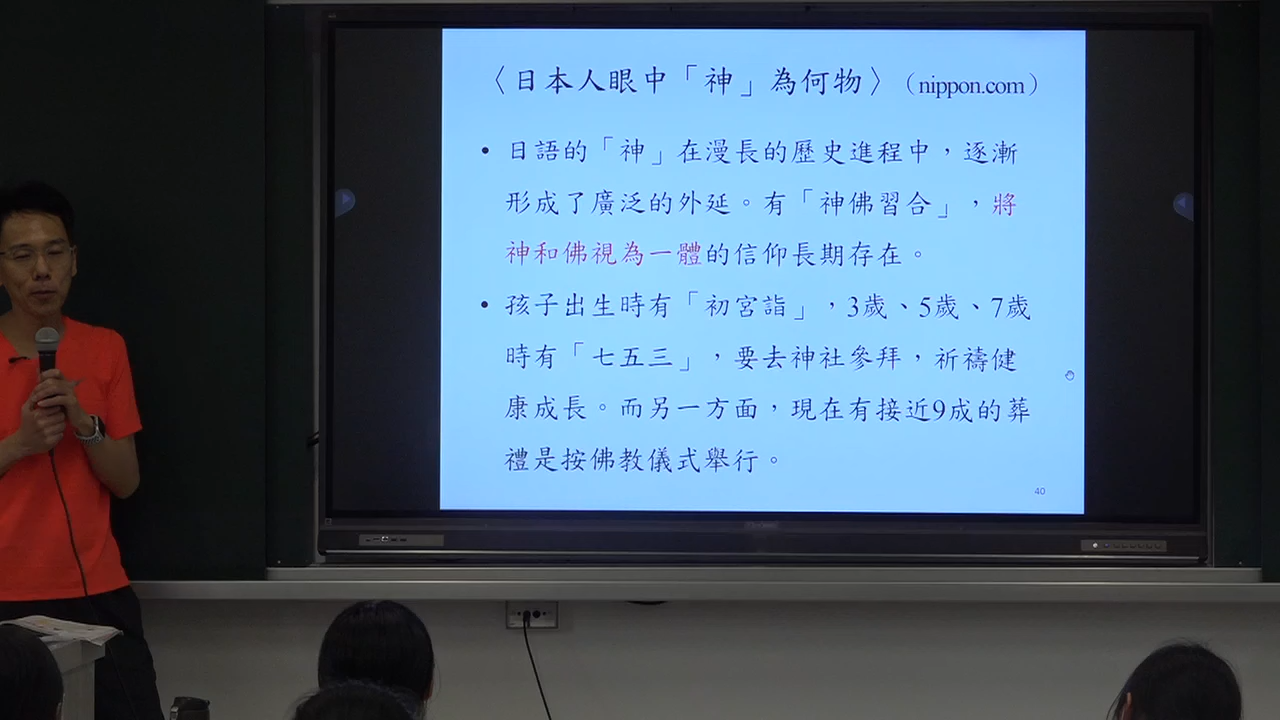 〈日本人眼中「神」為何物〉（nippon.com）
• 日語的「神」在漫長的歷史進程中，逐漸
形成了廣泛的外延。有「神佛習合」，將
神和佛視為一體的信仰長期存在。
• 孩子出生時有「初宮詣」，3歲、5歲、7歲
時有「七五三」，要去神社參拜，祈禱健
康成長。而另一方面，現在有接近9成的葬
禮是按佛教儀式舉行。
40